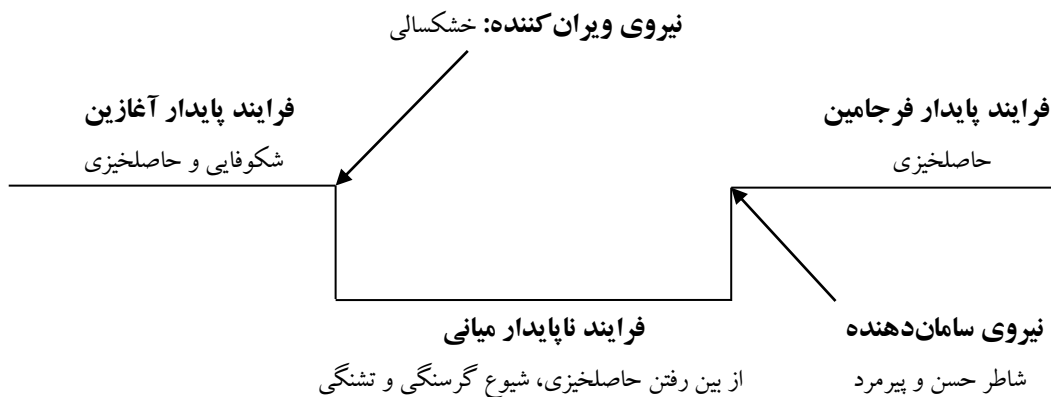 نیروی ویران‌کننده: خشکسالی
فرایند پایدار آغازین
شکوفایی و حاصلخیزی
فرایند پایدار فرجامین
حاصلخیزی
فرایند ناپایدار میانی
از بین رفتن حاصلخیزی، شیوع گرسنگی و تشنگی
نیروی سامان‌دهنده
شاطر حسن و پیرمرد